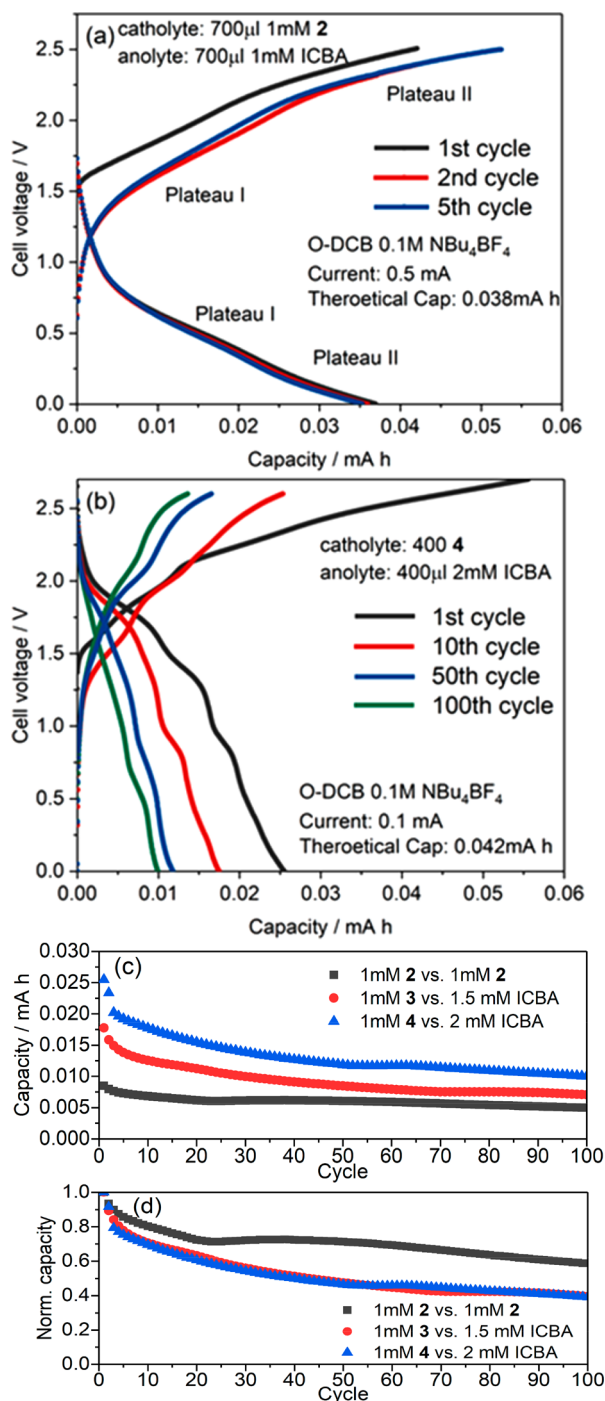 (a)
catholyte: 700μl 1mM 2
anolyte: 700μl 1mM ICBA
Plateau II
1st cycle
2nd cycle
5th cycle
Plateau I
O-DCB 0.1M NBu4BF4
Current: 0.5 mA
Theroetical Cap: 0.038mA h
Plateau I
Plateau II
Cell voltage / V
2.5
2.0
1.5
1.0
0.5
0.0
0.00 0.01 0.02 0.03 0.04 0.05 0.06
Capacity / mA h
(b)
catholyte: 400 4
anolyte: 400μl 2mM ICBA
1st cycle
10th cycle
50th cycle
100th cycle
O-DCB 0.1M NBu4BF4
Current: 0.1 mA
Theroetical Cap: 0.042mA h
Cell voltage / V
2.5
2.0
1.5
1.0
0.5
0.0
0.00 0.01 0.02 0.03 0.04 0.05 0.06
Capacity / mA h
(c)
1mM 2 vs. 1mM 2
1mM 3 vs. 1.5 mM ICBA
1mM 4 vs. 2 mM ICBA
Capacity / mA h
0.030
0.025
0.020
0.015
0.010
0.005
0.000
0 10 20 30 40 50 60 70 80 90 100
Cycle
(d)
1mM 2 vs. 1mM 2
1mM 3 vs. 1.5 mM ICBA
1mM 4 vs. 2 mM ICBA
Norm. capacity
1.0
0.8
0.6
0.4
0.2
0.0
0 10 20 30 40 50 60 70 80 90 100
Cycle